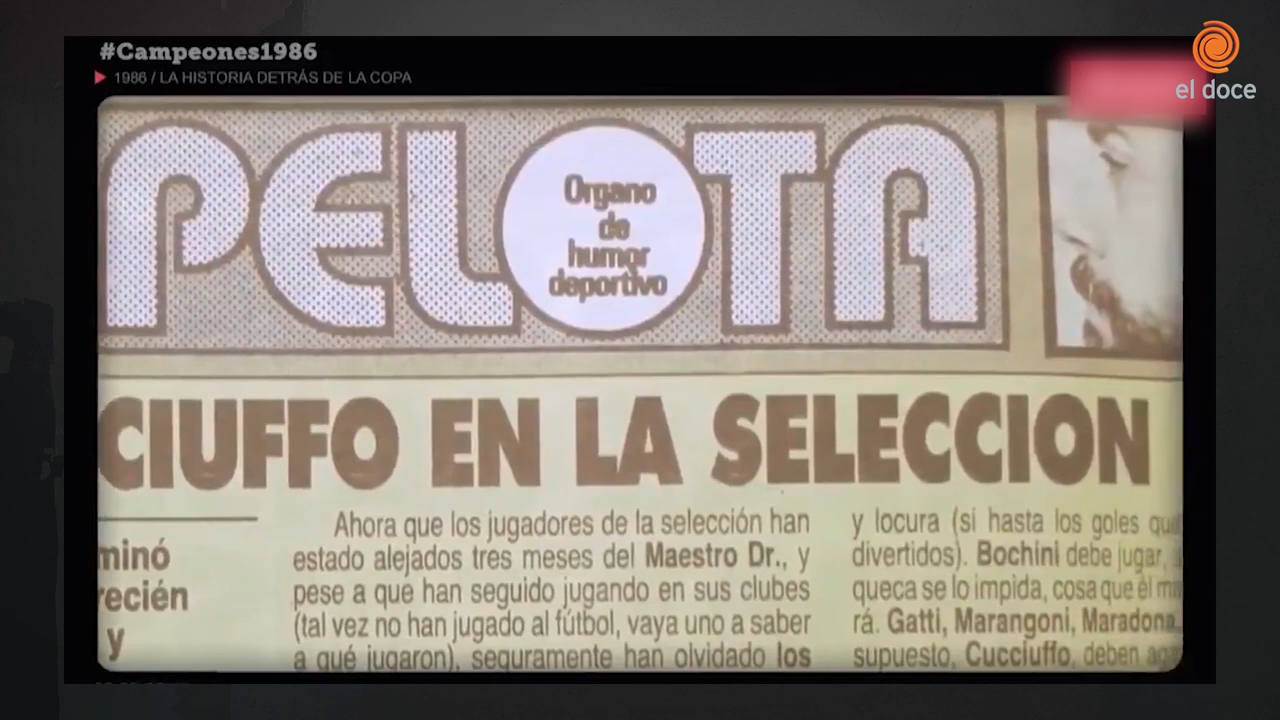 #Campeones1986
1986 / LA HISTORIA DETRÁS DE LA COPA
el doce
PELOTA
Organo
de
humor
deportivo
CIUFFO EN LA SELECCION
minó
recién
y
Ahora que los jugadores de la selección han
estado alejados tres meses del Maestro Dr., y
pese a que han seguido jugando en sus clubes
(tal vez no han jugado al fútbol, vaya uno a saber
a qué jugaron), seguramente han olvidado los
y locura (si hasta los goles
divertidos). Bochini debe jugar,
queca se lo impida, cosa que él
rá. Gatti, Marangoni, Maradona,
supuesto, Cucciuffo, deben